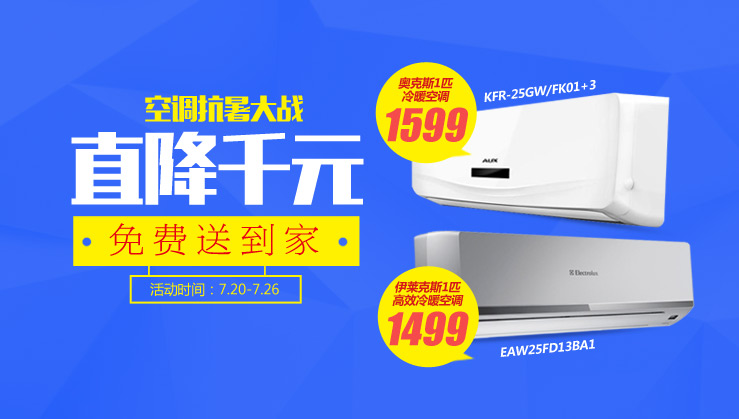 空调抗暑大战
直降千元
免费送到家
活动时间：7.20-7.26
奥克斯1匹
冷暖空调
1599
KFR-25GW/FK01+3
AUX
Electrolux
伊莱克斯1匹
高效冷暖空调
1499
EAW25FD13BA1